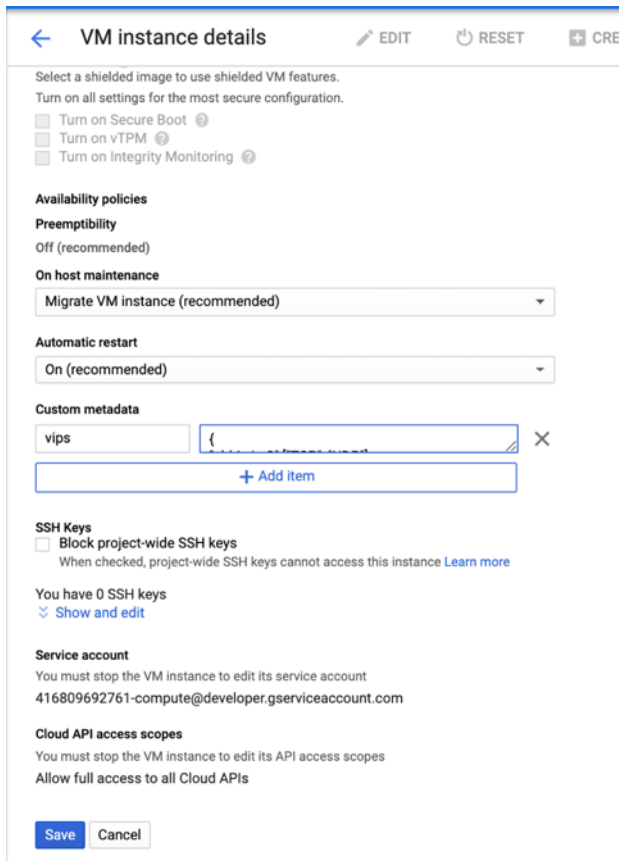 VM instance details
EDIT
RESET
CRE
Select a shielded image to use shielded VM features.
Turn on all settings for the most secure configuration.
Turn on Secure Boot
Turn on vTPM
Turn on Integrity Monitoring
Availability policies
Preemptibility
Off (recommended)
On host maintenance
Migrate VM instance (recommended)
Automatic restart
On (recommended)
Custom metadata
vips
{
+ Add item
SSH Keys
Block project-wide SSH keys
When checked, project-wide SSH keys cannot access this instance Learn more
You have 0 SSH keys
Show and edit
Service account
You must stop the VM instance to edit its service account
416809692761-compute@developer.gserviceaccount.com
Cloud API access scopes
You must stop the VM instance to edit its API access scopes
Allow full access to all Cloud APIs
Save
Cancel